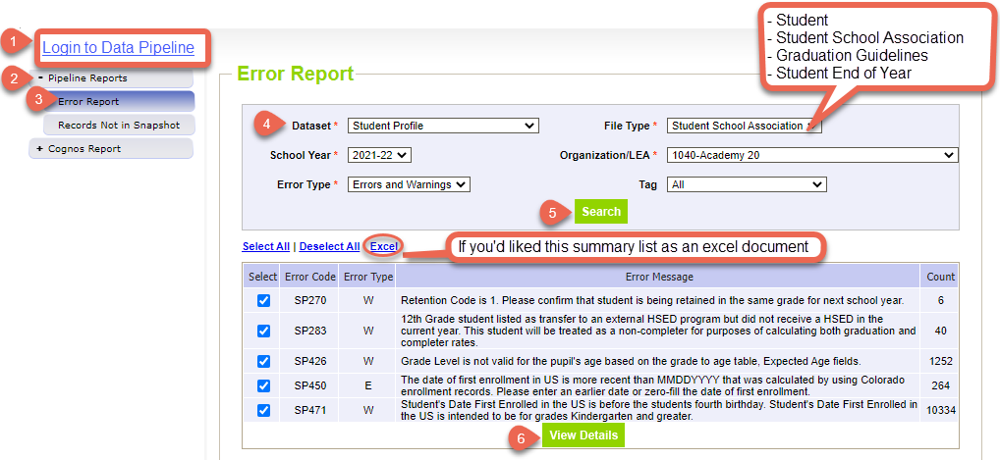 1 Login to Data Pipeline
- Student
- Student School Association
- Graduation Guidelines
- Student End of Year
2 - Pipeline Reports
3 Error Report
Records Not in Snapshot
+ Cognos Report
Error Report
4 Dataset * Student Profile File Type * Student School Association
School Year * 2021-22 Organization/LEA * 1040-Academy 20
Error Type * Errors and Warnings Tag All
5 Search
Select All | Deselect All Excel If you'd liked this summary list as an excel document
Select Error Code Error Type Error Message Count
SP270 W Retention Code is 1. Please confirm that student is being retained in the same grade for next school year. 6
12th Grade student listed as transfer to an external HSED program but did not receive a HSED in the
SP283 W current year. This student will be treated as a non-completer for purposes of calculating both graduation and 40
completer rates.
SP426 W Grade Level is not valid for the pupil's age based on the grade to age table, Expected Age fields. 1252
The date of first enrollment in US is more recent than MMDDYYYY that was calculated by using Colorado
SP450 E enrollment records. Please enter an earlier date or zero-fill the date of first enrollment. 264
Student's Date First Enrolled in the US is before the students fourth birthday. Student's Date First Enrolled in
SP471 W the US is intended to be for grades Kindergarten and greater. 10334
6 View Details